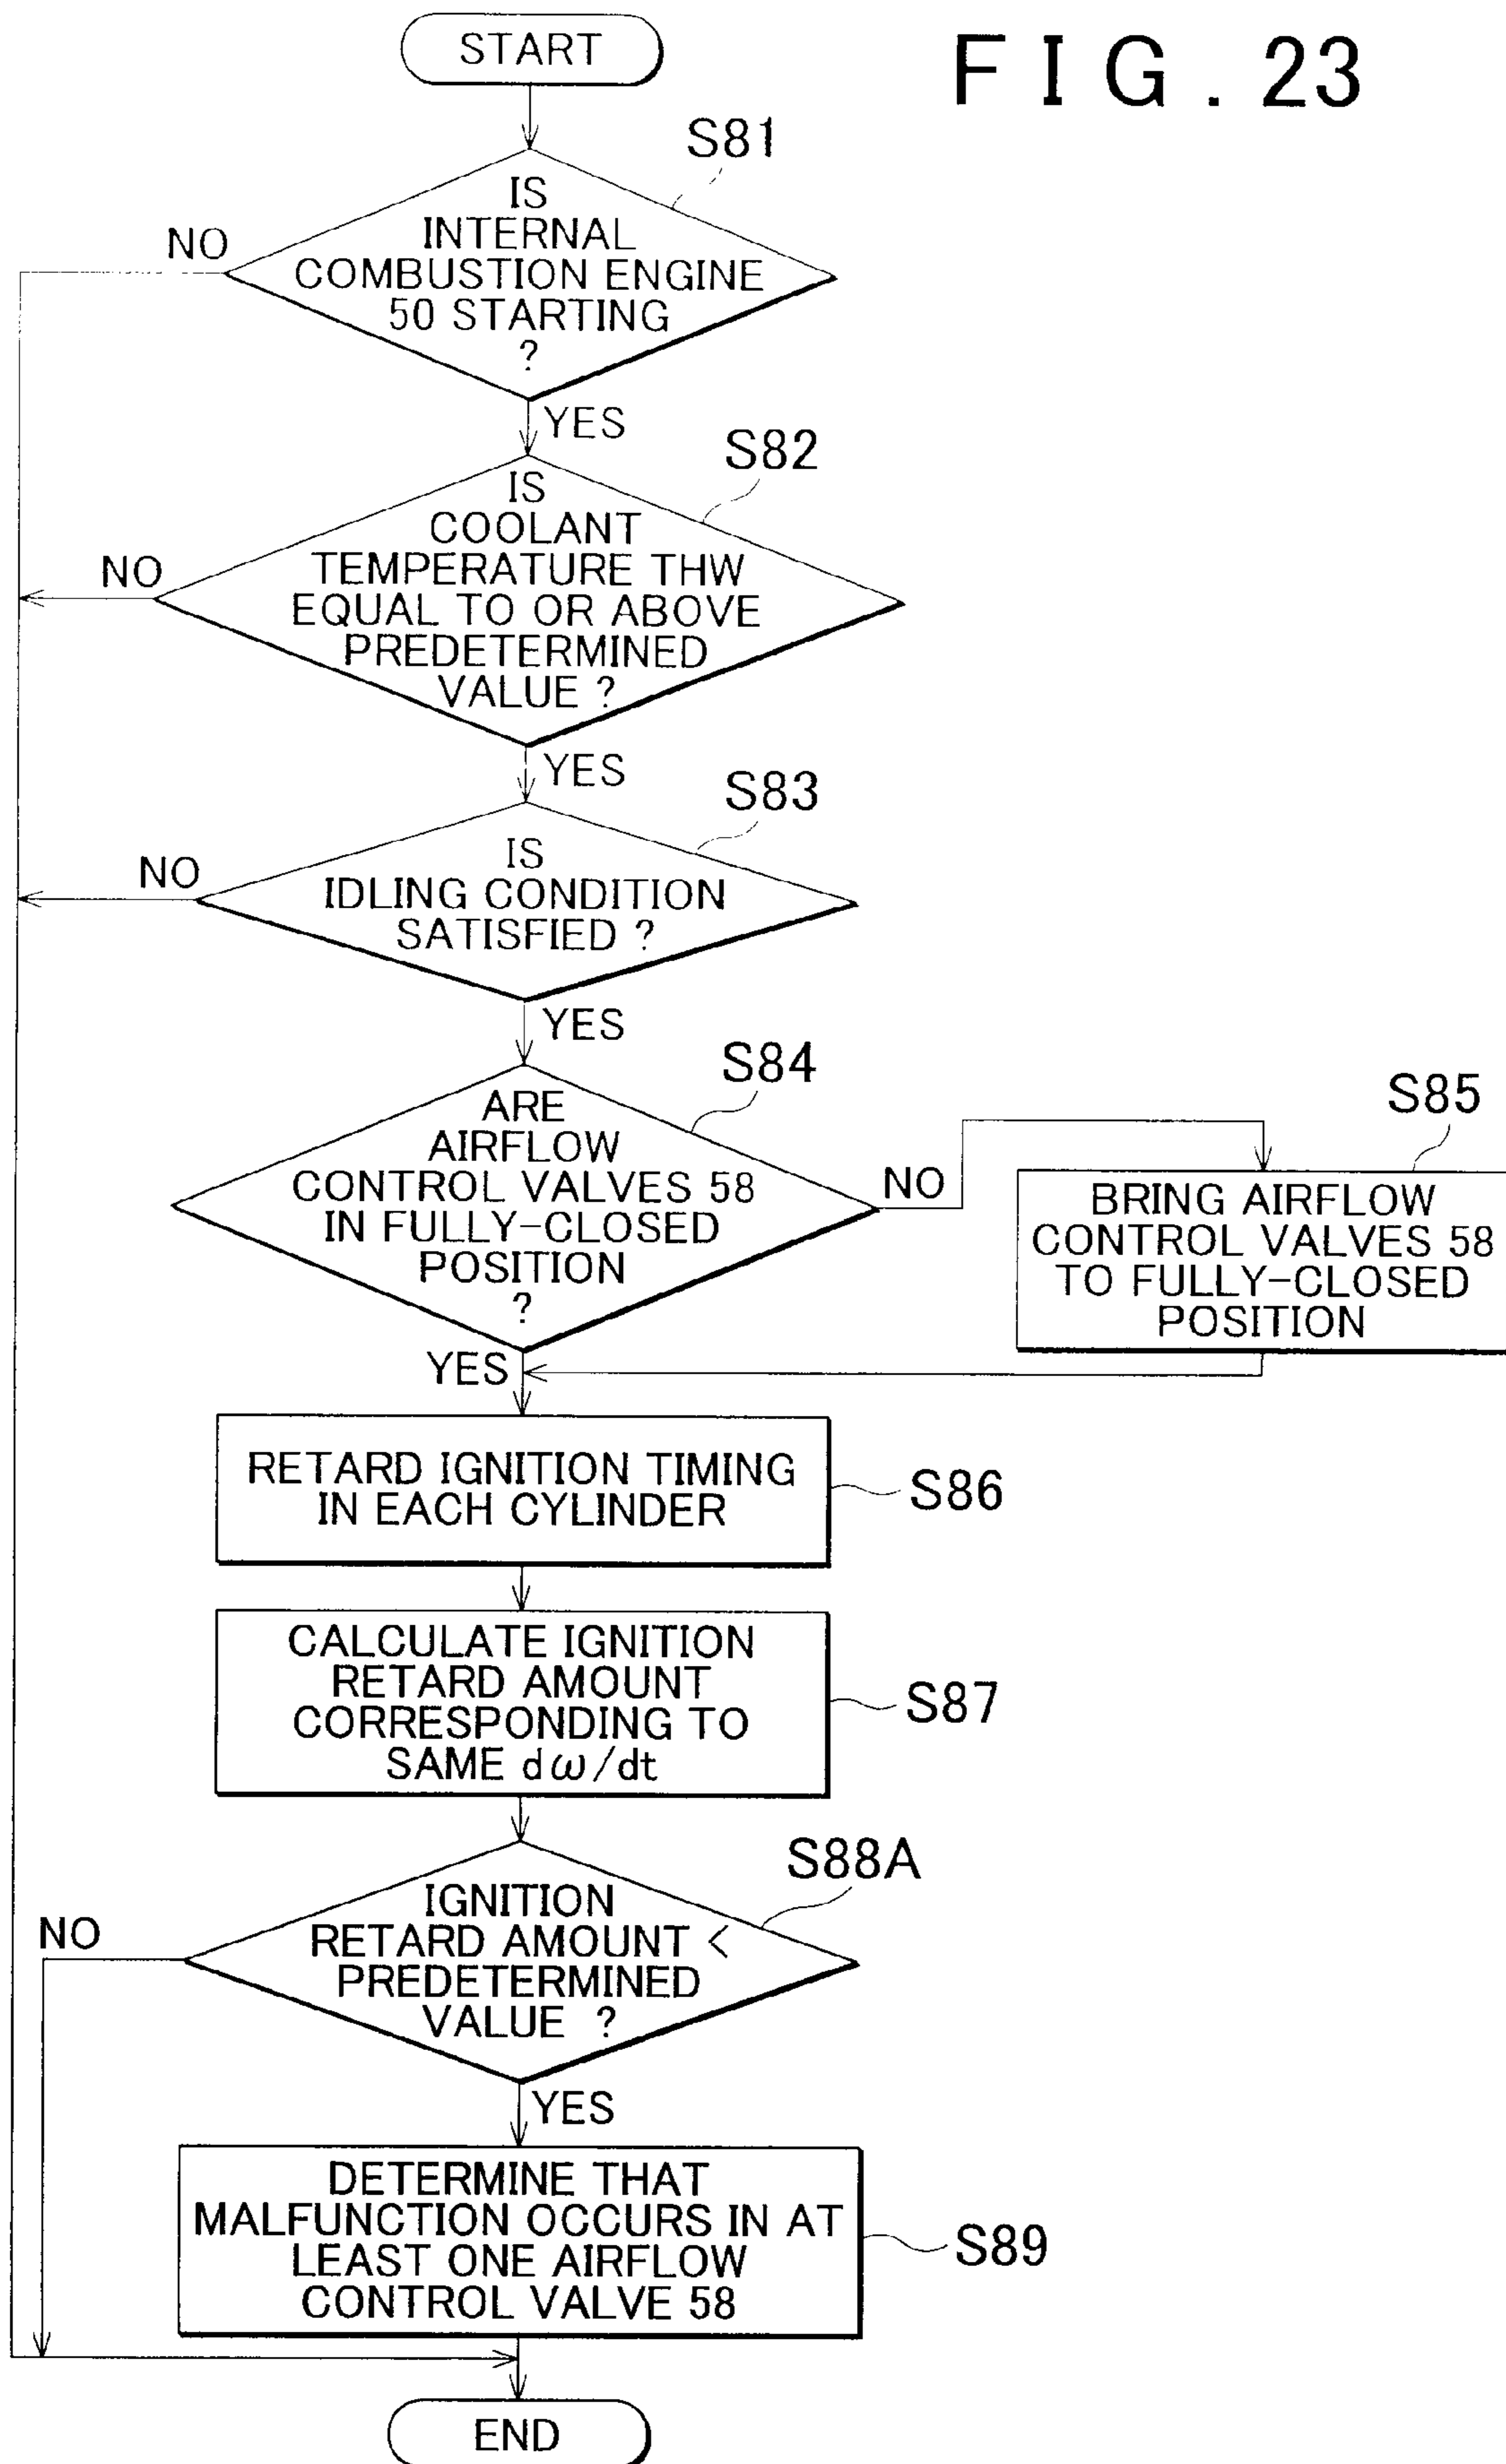 START
FIG. 23
S81
IS
INTERNAL
COMBUSTION ENGINE
50 STARTING
?
NO
YES
S82
IS
COOLANT
TEMPERATURE THW
EQUAL TO OR ABOVE
PREDETERMINED
VALUE ?
NO
YES
S83
IS
IDLING CONDITION
SATISFIED ?
NO
YES
S84
ARE
AIRFLOW
CONTROL VALVES 58
IN FULLY-CLOSED
POSITION
?
NO
S85
BRING AIRFLOW
CONTROL VALVES 58
TO FULLY-CLOSED
POSITION
YES
RETARD IGNITION TIMING
IN EACH CYLINDER
S86
CALCULATE IGNITION
RETARD AMOUNT
CORRESPONDING TO
SAME dω/dt
S87
S88A
IGNITION
RETARD AMOUNT <
PREDETERMINED
VALUE ?
NO
YES
DETERMINE THAT
MALFUNCTION OCCURS IN AT
LEAST ONE AIRFLOW
CONTROL VALVE 58
S89
END